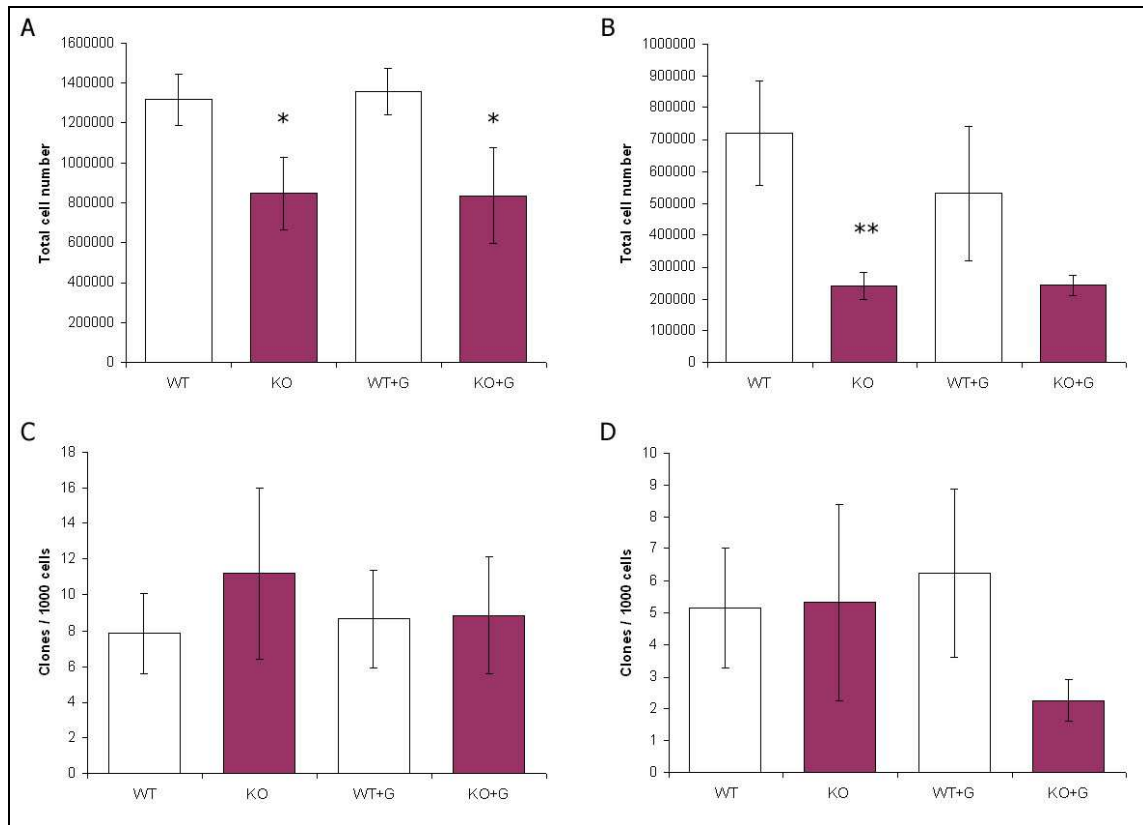 A
Total cell number
1600000
1400000
1200000
1000000
800000
600000
400000
200000
0
*
*
WT
KO
WT+G
KO+G
B
Total cell number
1000000
900000
800000
700000
600000
500000
400000
300000
200000
100000
0
**
WT
KO
WT+G
KO+G
C
Clones / 1000 cells
18
16
14
12
10
8
6
4
2
0
WT
KO
WT+G
KO+G
D
Clones / 1000 cells
10
9
8
7
6
5
4
3
2
1
0
WT
KO
WT+G
KO+G